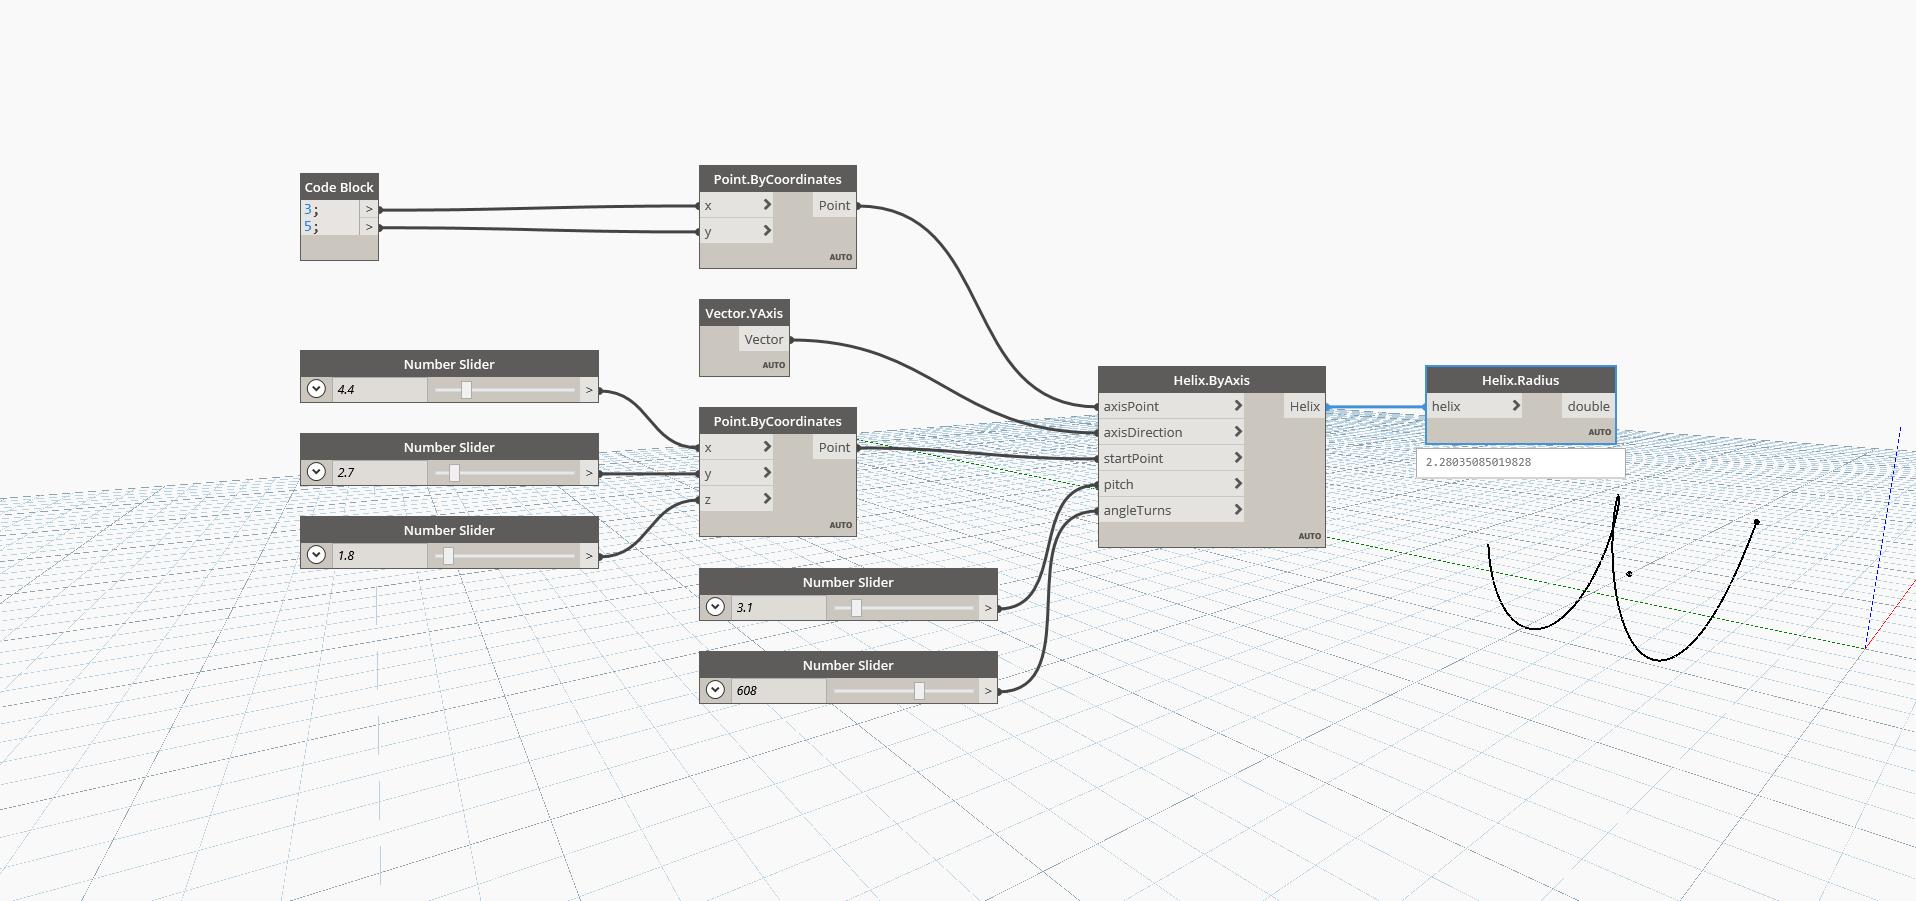 Code Block
3; >
5; >
Point.ByCoordinates
x > Point
y >
AUTO
Vector.YAxis
Vector
AUTO
Number Slider
4.4 >
Number Slider
2.7 >
Number Slider
1.8 >
Point.ByCoordinates
x > Point
y >
z >
AUTO
Number Slider
3.1 >
Number Slider
608 >
Helix.ByAxis
axisPoint > Helix
axisDirection >
startPoint >
pitch >
angleTurns >
AUTO
Helix.Radius
helix > double
AUTO
2.28035085019828